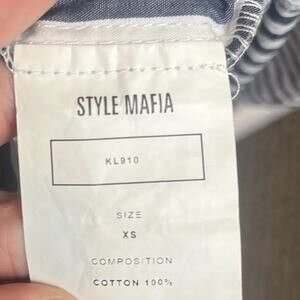 STYLE MAFIA
KL910
SIZE
XS
COMPOSITION
COTTON 100%